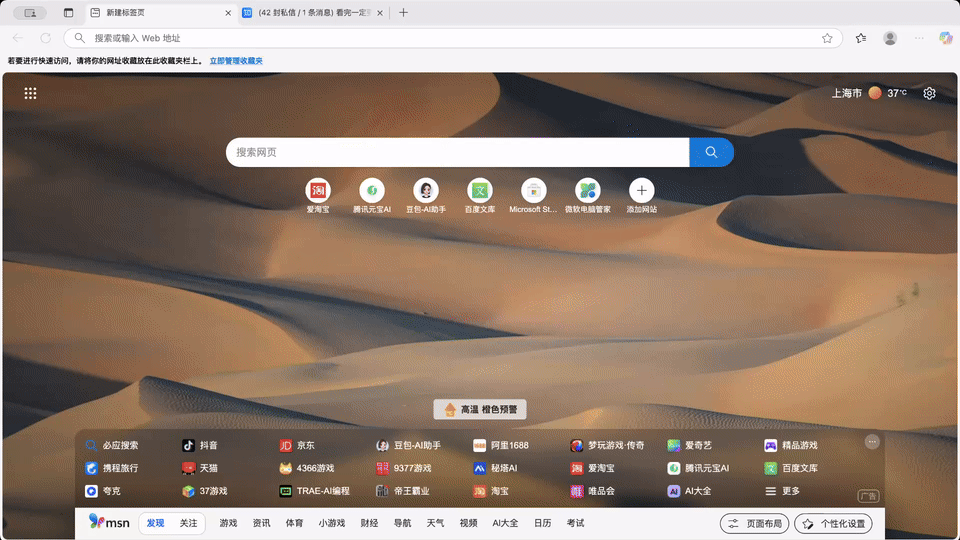 新建标签页
(42 封私信 / 1 条消息) 看完一定
搜索或输入 Web 地址
若要进行快速访问，请将你的网址收藏放在此收藏夹栏上。 立即管理收藏夹
上海市 37°C
搜索网页
爱淘宝 腾讯元宝AI 豆包-AI助手 百度文库 Microsoft St... 微软电脑管家 添加网站
高温 橙色预警
必应搜索 抖音 京东 豆包-AI助手 阿里1688 梦玩游戏·传奇 爱奇艺 精品游戏
携程旅行 天猫 4366游戏 9377游戏 秘塔AI 爱淘宝 腾讯元宝AI 百度文库
夸克 37游戏 TRAE-AI编程 帝王霸业 淘宝 唯品会 AI大全 更多
广告
msn 发现 关注 游戏 资讯 体育 小游戏 财经 导航 天气 视频 AI大全 日历 考试 页面布局 个性化设置